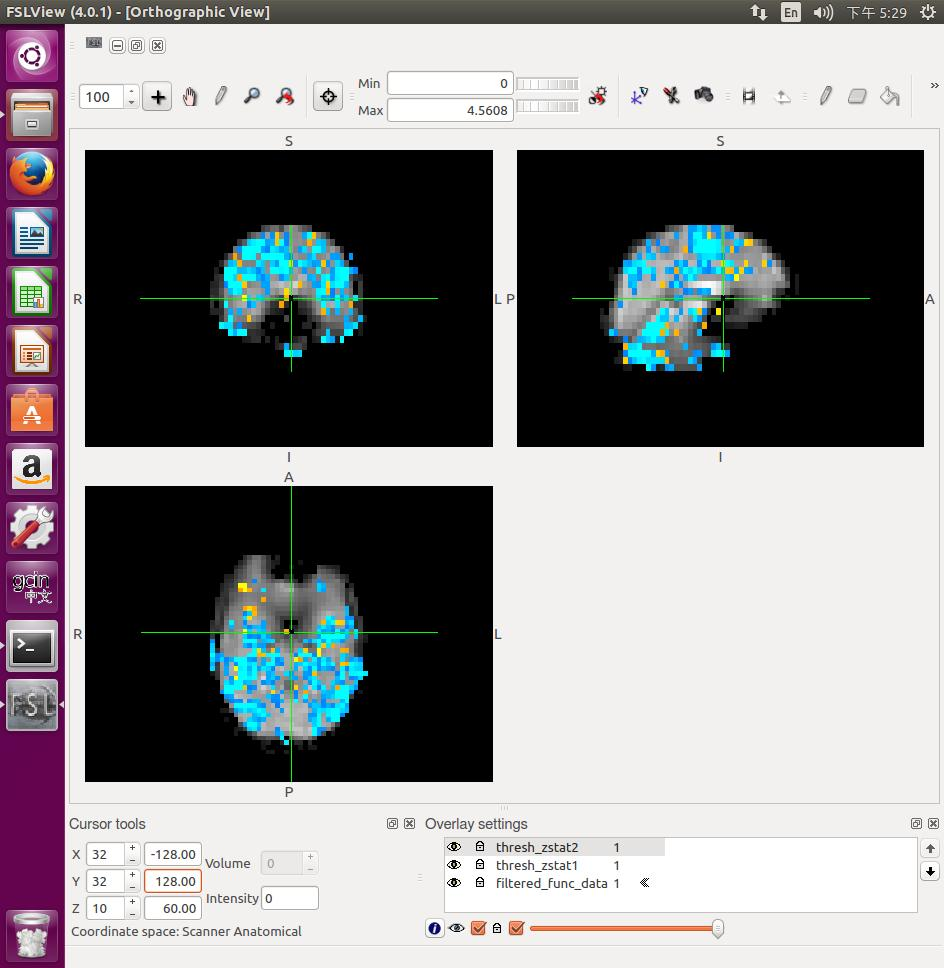 FSLView (4.0.1) - [Orthographic View]
En
下午 5:29
FSL
100
Min 0
Max 4.5608
»
S
S
R
L
P
A
I
I
A
R
L
P
gcin
中文
>_
FSL
Cursor tools
X 32 -128.00
Y 32 128.00
Z 10 60.00
Volume 0
Intensity 0
Coordinate space: Scanner Anatomical
Overlay settings
thresh_zstat2 1
thresh_zstat1 1
filtered_func_data 1